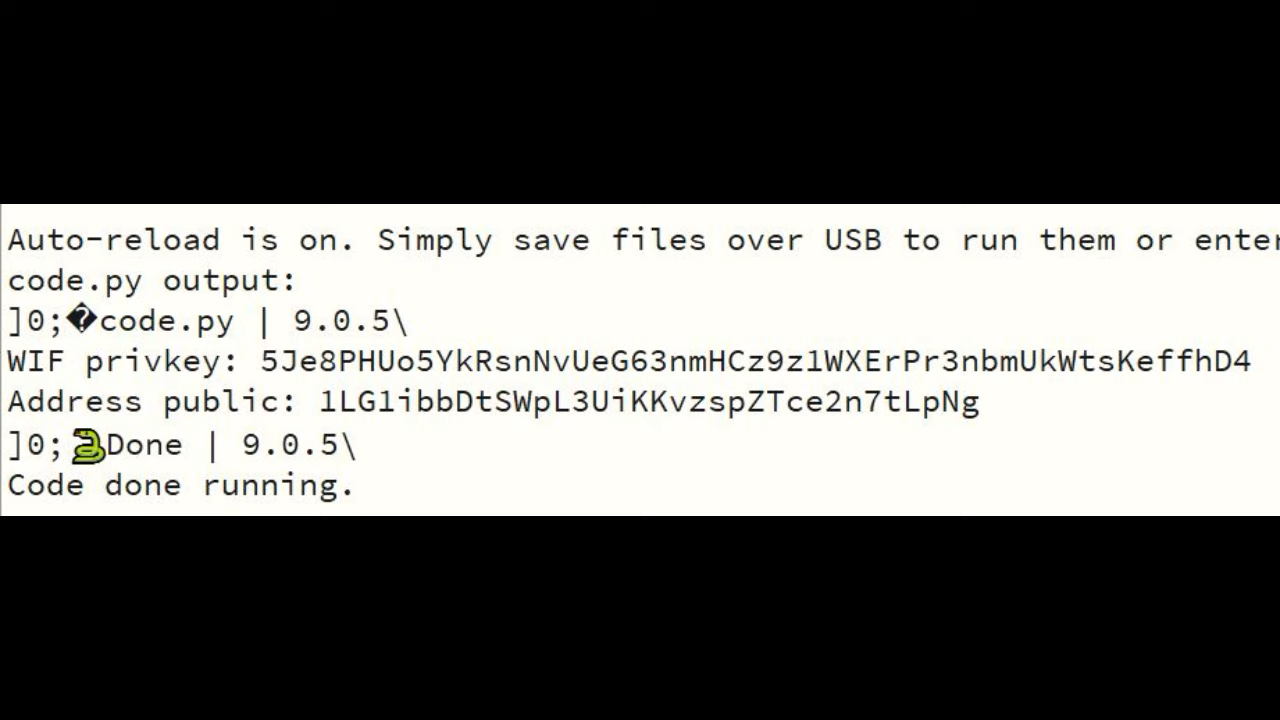 Auto-reload is on. Simply save files over USB to run them or enter
code.py output:
]0;�code.py | 9.0.5\
WIF privkey: 5Je8PHUo5YkRsnNvUeG63nmHCz9z1WXErPr3nbmUkWtsKeffhD4
Address public: 1LG1ibbDtSWpL3UiKKvzspZTce2n7tLpNg
]0;🐍Done | 9.0.5\
Code done running.